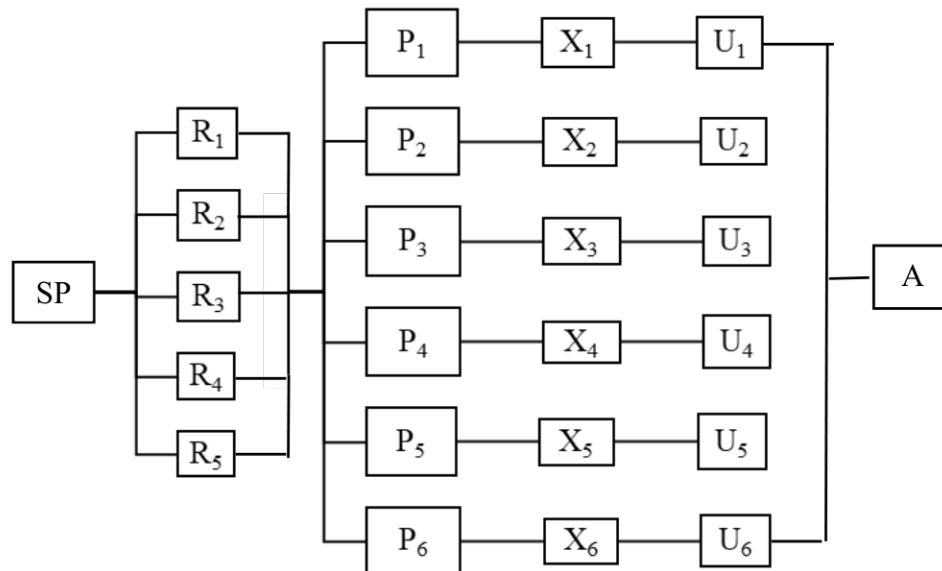 P₁ X₁ U₁
R₁ P₂ X₂ U₂
R₂ P₃ X₃ U₃
SP R₃ A
R₄ P₄ X₄ U₄
R₅ P₅ X₅ U₅
P₆ X₆ U₆